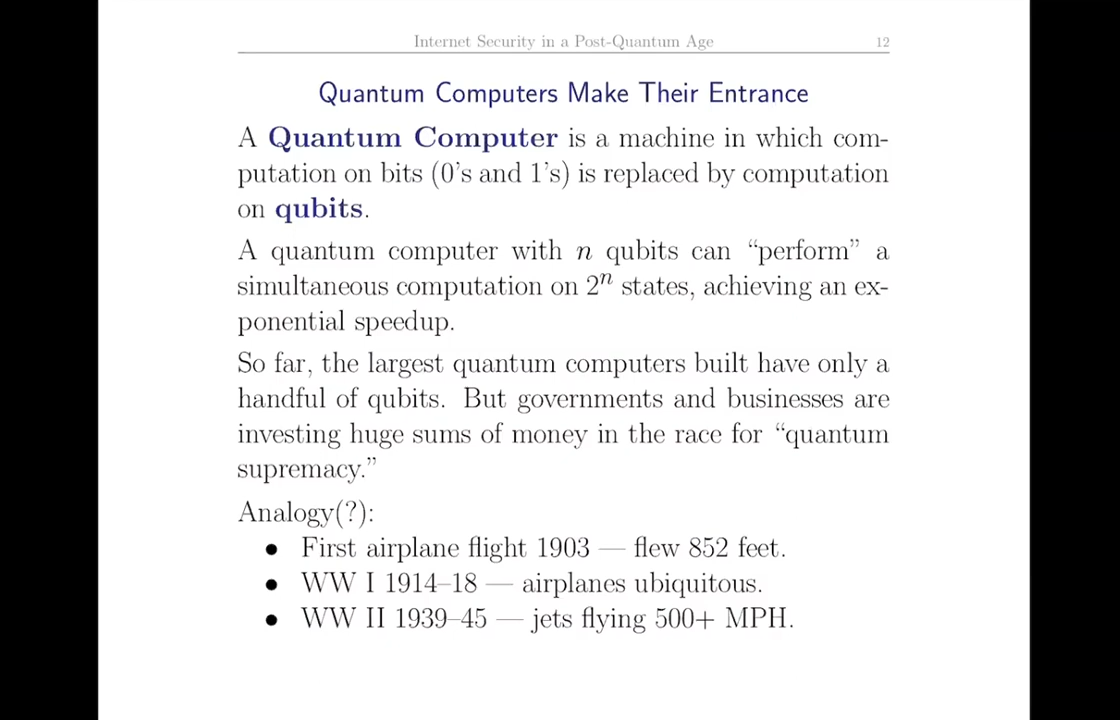 Internet Security in a Post-Quantum Age 12
Quantum Computers Make Their Entrance
A Quantum Computer is a machine in which com-
putation on bits (0's and 1's) is replaced by computation
on qubits.
A quantum computer with n qubits can “perform” a
simultaneous computation on 2ⁿ states, achieving an ex-
ponential speedup.
So far, the largest quantum computers built have only a
handful of qubits. But governments and businesses are
investing huge sums of money in the race for “quantum
supremacy.”
Analogy(?):
• First airplane flight 1903 — flew 852 feet.
• WW I 1914–18 — airplanes ubiquitous.
• WW II 1939–45 — jets flying 500+ MPH.